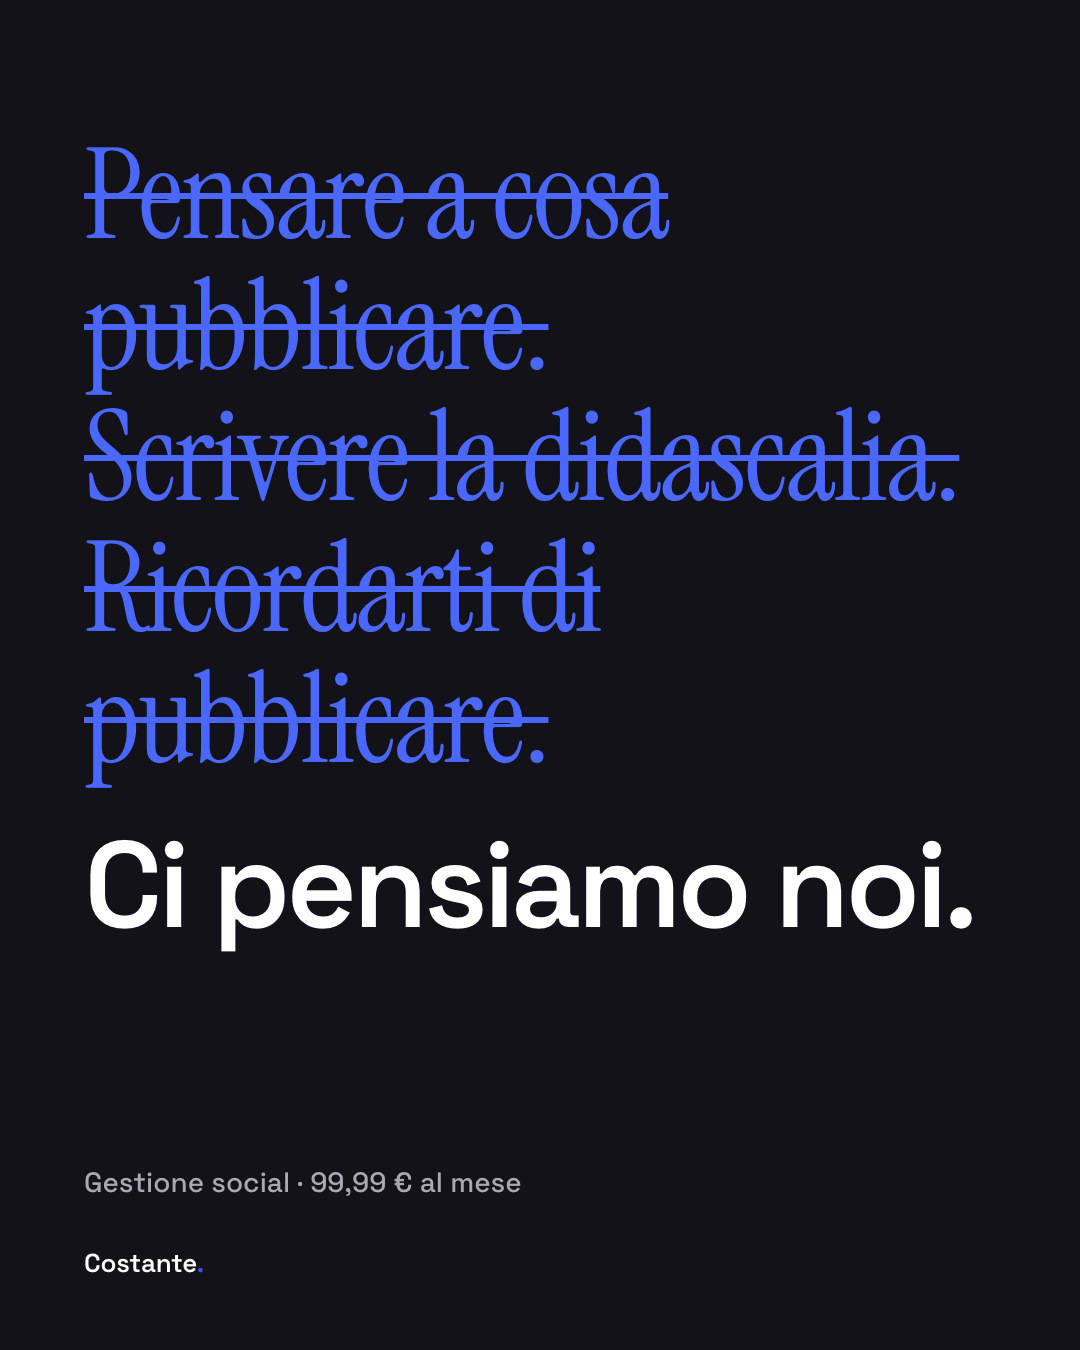 Pensare a cosa
pubblicare.
Scrivere la didascalia.
Ricordarti di
pubblicare.
Ci pensiamo noi.
Gestione social · 99,99 € al mese
Costante.